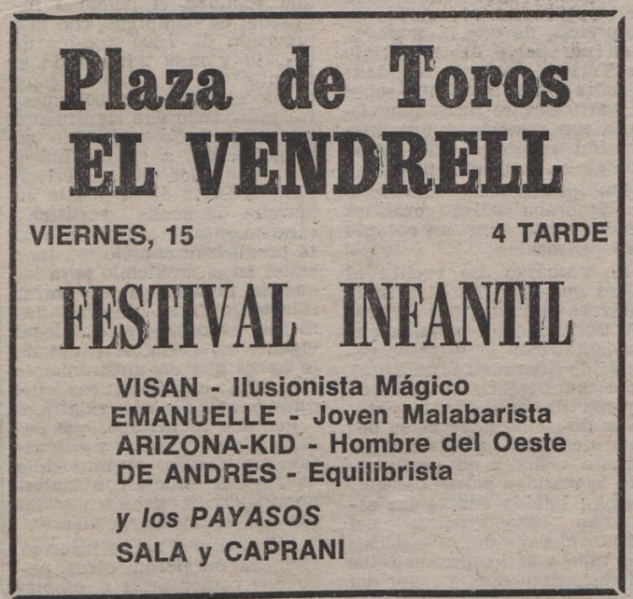 Plaza de Toros
EL VENDRELL
VIERNES, 15 4 TARDE
FESTIVAL INFANTIL
VISAN - Ilusionista Mágico
EMANUELLE - Joven Malabarista
ARIZONA-KID - Hombre del Oeste
DE ANDRES - Equilibrista
y los PAYASOS
SALA y CAPRANI